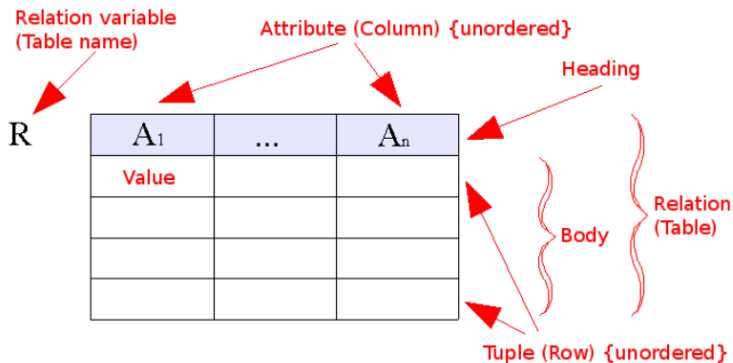 Relation variable
(Table name)
Attribute (Column) {unordered}
Heading
R
A1
...
An
Value
Body
Relation
(Table)
Tuple (Row) {unordered}